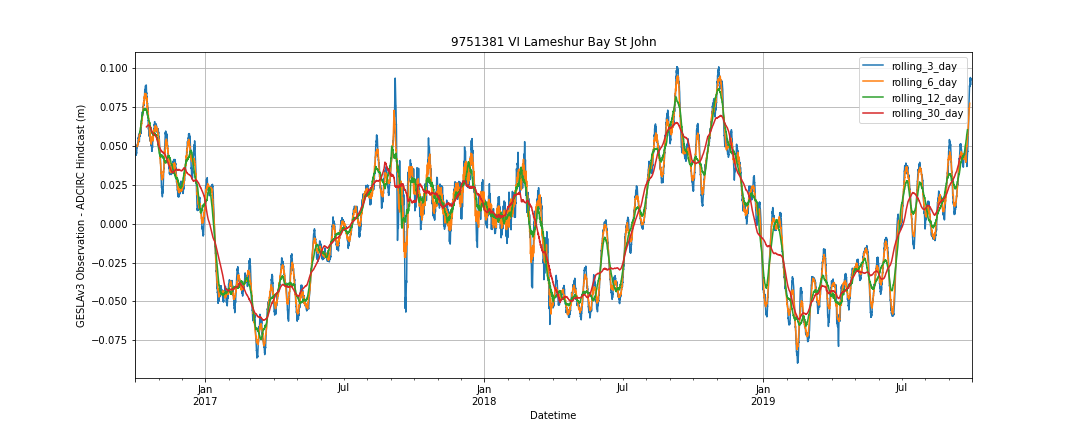 9751381 VI Lameshur Bay St John
rolling_3_day
rolling_6_day
rolling_12_day
rolling_30_day
GESLAv3 Observation - ADCIRC Hindcast (m)
0.100
0.075
0.050
0.025
0.000
−0.025
−0.050
−0.075
Jan
2017
Jul
Jan
2018
Jul
Jan
2019
Jul
Datetime